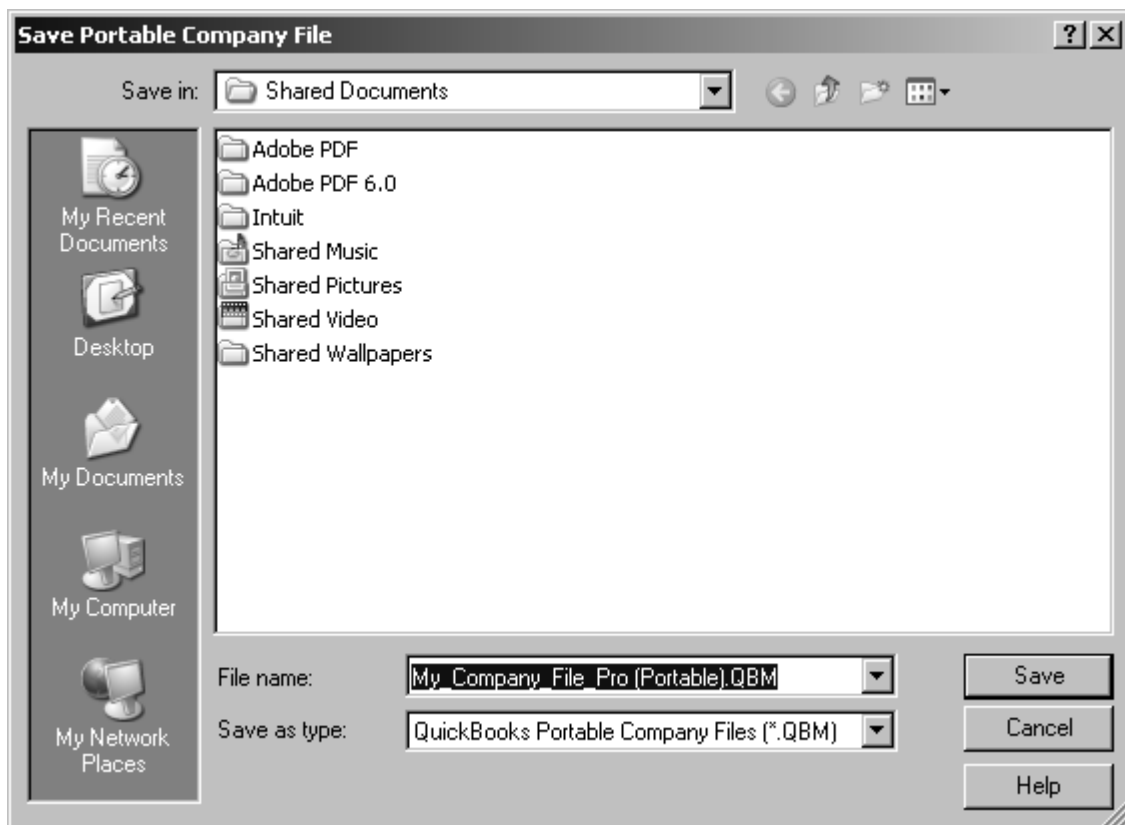 Save Portable Company File
Save in:
Shared Documents
My Recent
Documents
Desktop
My Documents
My Computer
My Network
Places
Adobe PDF
Adobe PDF 6.0
Intuit
Shared Music
Shared Pictures
Shared Video
Shared Wallpapers
File name:
My_Company_File_Pro (Portable).QBM
Save
Save as type:
QuickBooks Portable Company Files (*.QBM)
Cancel
Help